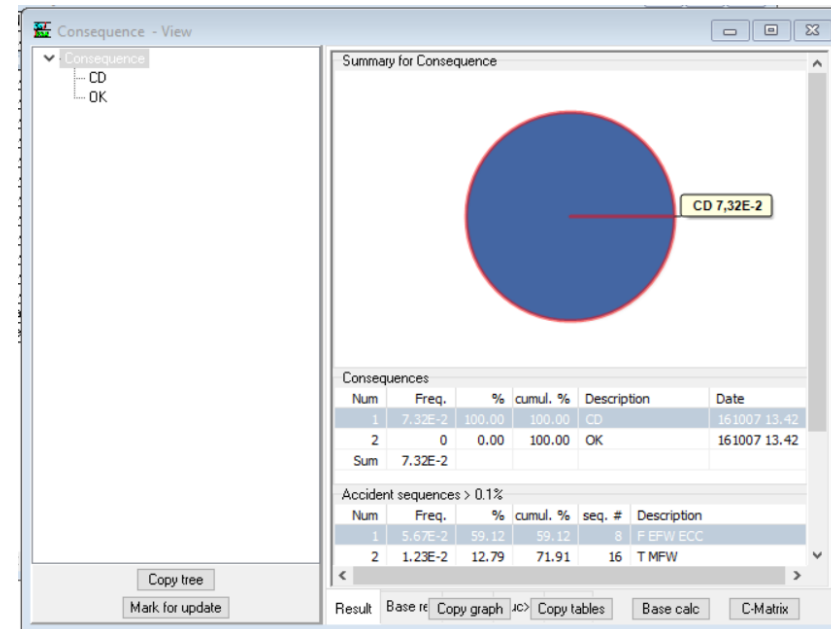 Consequence - View
Consequence
CD
OK
Copy tree
Mark for update
Summary for Consequence
CD 7,32E-2
Consequences
Num Freq. % cumul. % Description Date
1 7.32E-2 100.00 100.00 CD 161007 13.42
2 0 0.00 100.00 OK 161007 13.42
Sum 7.32E-2
Accident sequences > 0.1%
Num Freq. % cumul. % seq. # Description
1 5.67E-2 59.12 59.12 8 F EFW ECC
2 1.23E-2 12.79 71.91 16 T MFW
Result Base re Copy graph Copy tables Base calc C-Matrix